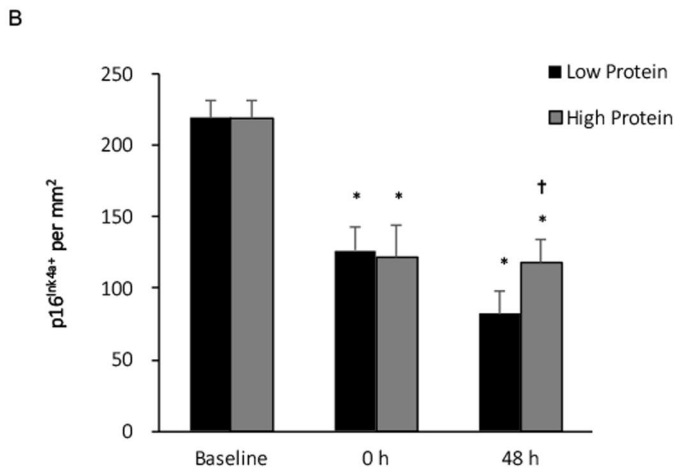 B
Low Protein
High Protein
p16ᴵⁿᵏ⁴ᵃ⁺ per mm²
250
200
150
100
50
0
* * * † *
Baseline 0 h 48 h